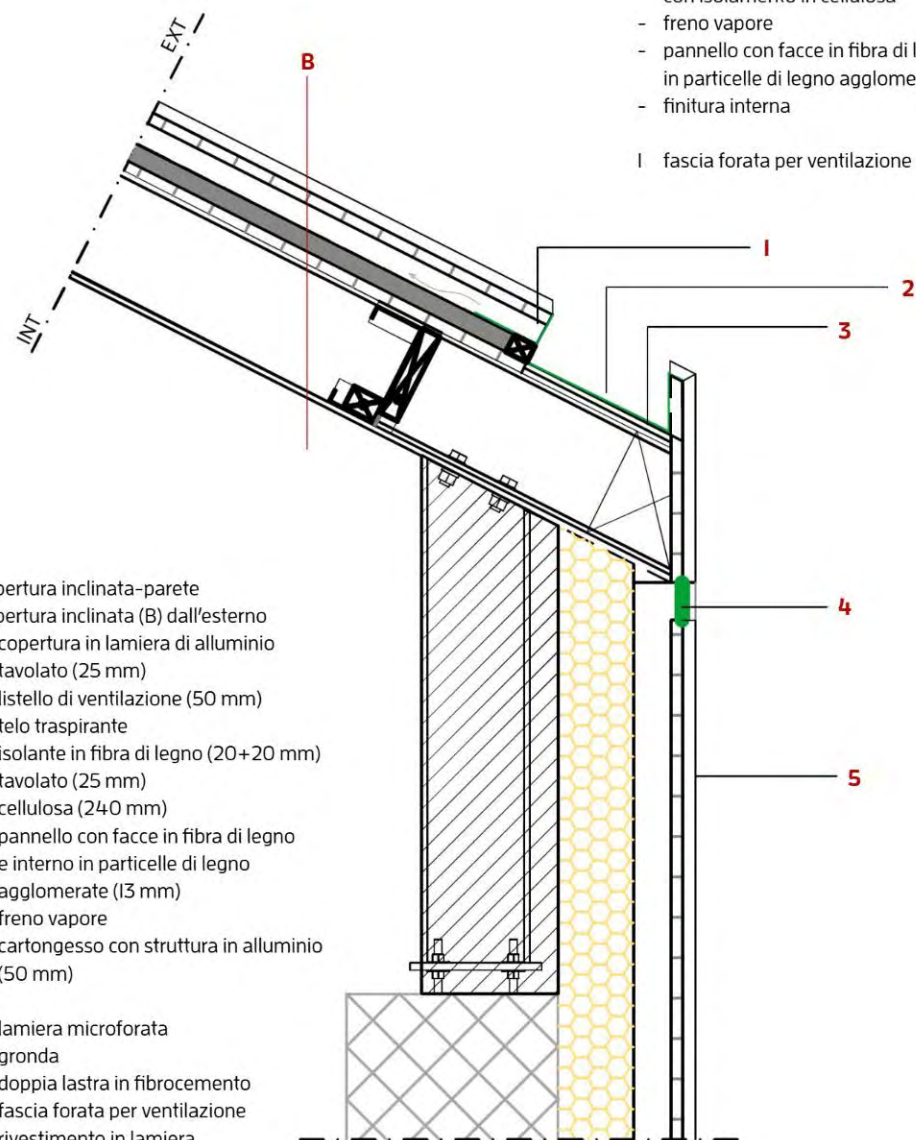 con isolamento in cellulosa
- freno vapore
- pannello con facce in fibra di l
in particelle di legno agglome
- finitura interna
1 fascia forata per ventilazione
EXT
B
INT
1
2
3
4
5
pertura inclinata-parete
pertura inclinata (B) dall'esterno
copertura in lamiera di alluminio
tavolato (25 mm)
listello di ventilazione (50 mm)
telo traspirante
isolante in fibra di legno (20+20 mm)
tavolato (25 mm)
cellulosa (240 mm)
pannello con facce in fibra di legno
e interno in particelle di legno
agglomerate (13 mm)
freno vapore
cartongesso con struttura in alluminio
(50 mm)
lamiera microforata
gronda
doppia lastra in fibrocemento
fascia forata per ventilazione
rivestimento in lamiera